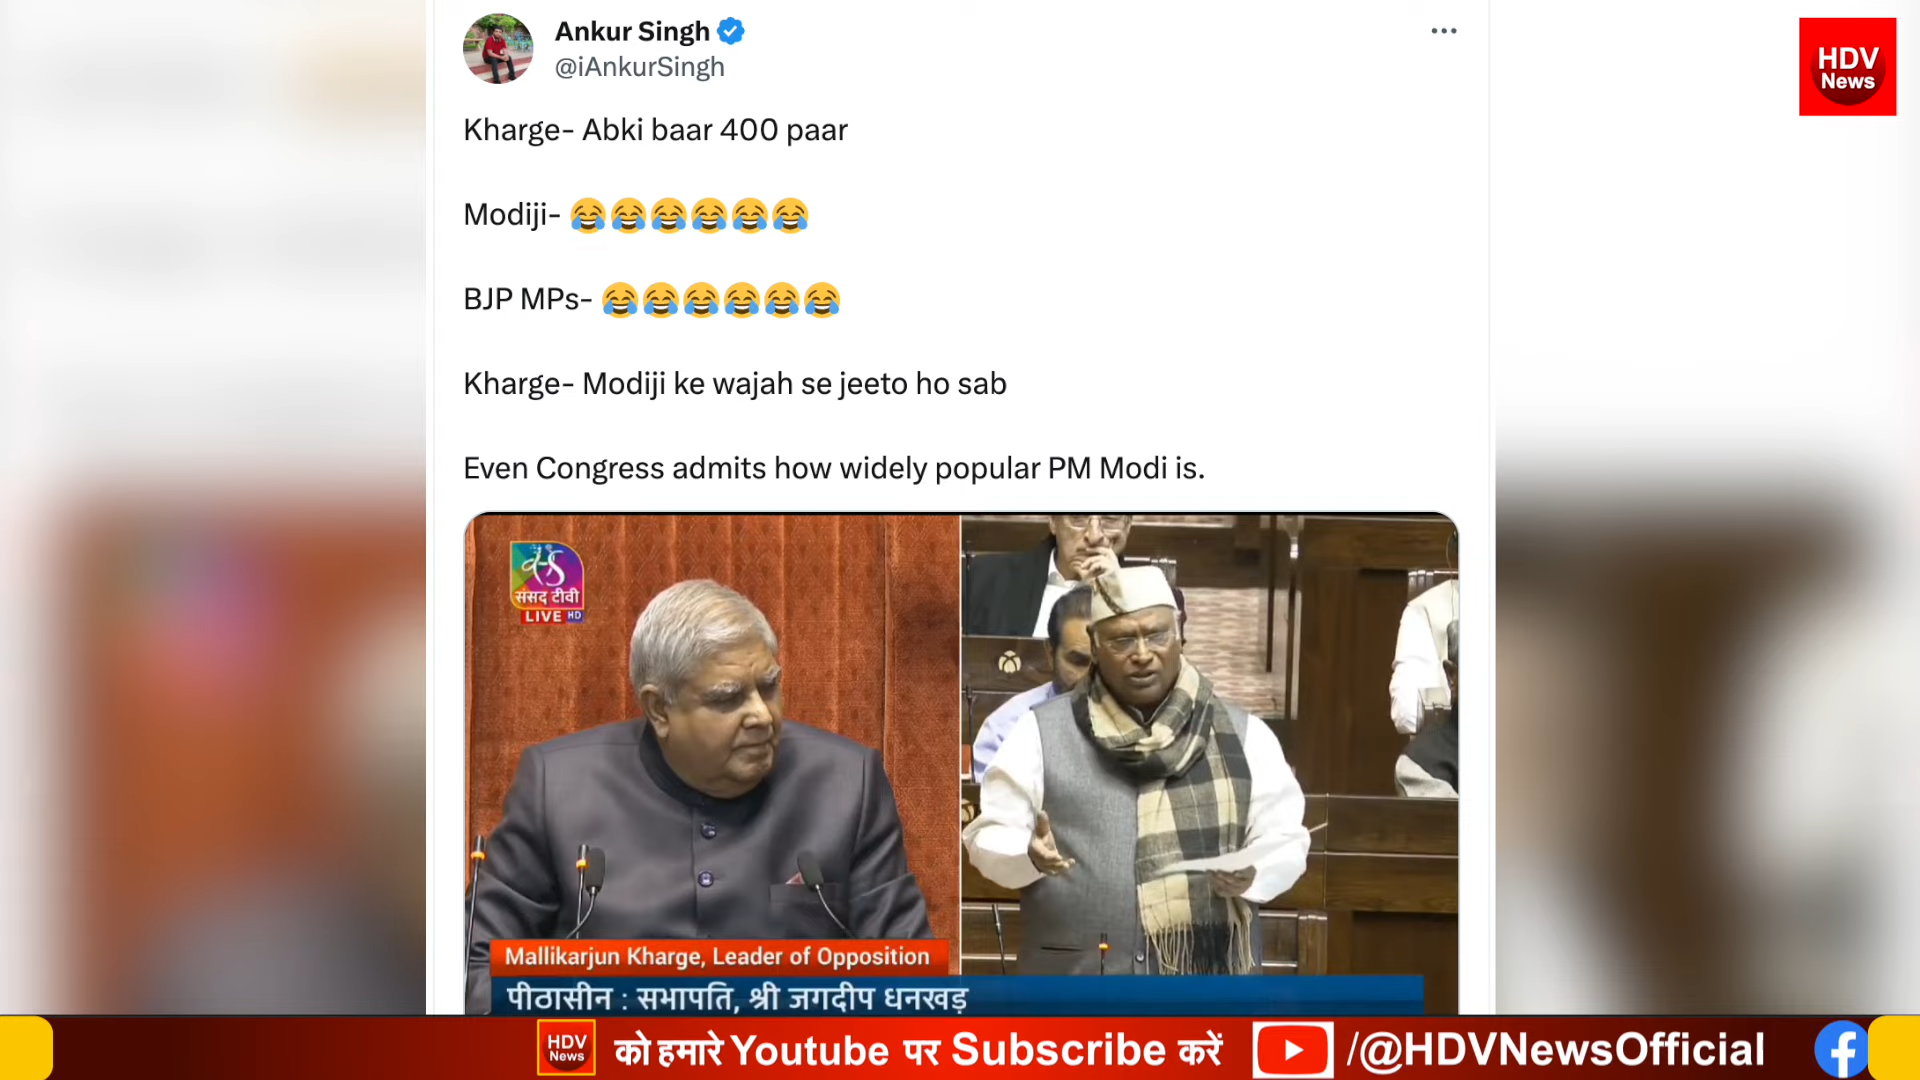 Ankur Singh
@iAnkurSingh
HDV
News
Kharge- Abki baar 400 paar
Modiji- 😂😂😂😂😂😂
BJP MPs- 😂😂😂😂😂😂
Kharge- Modiji ke wajah se jeeto ho sab
Even Congress admits how widely popular PM Modi is.
संसद टीवी
LIVE HD
Mallikarjun Kharge, Leader of Opposition
पीठासीन : सभापति, श्री जगदीप धनखड़
HDV
News
को हमारे Youtube पर Subscribe करें /@HDVNewsOfficial